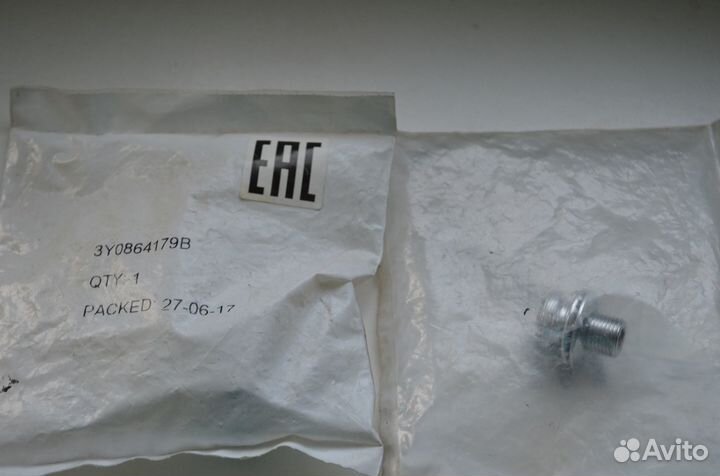 EAC
3Y0864179B
QTY 1
PACKED 27-06-17
Avito